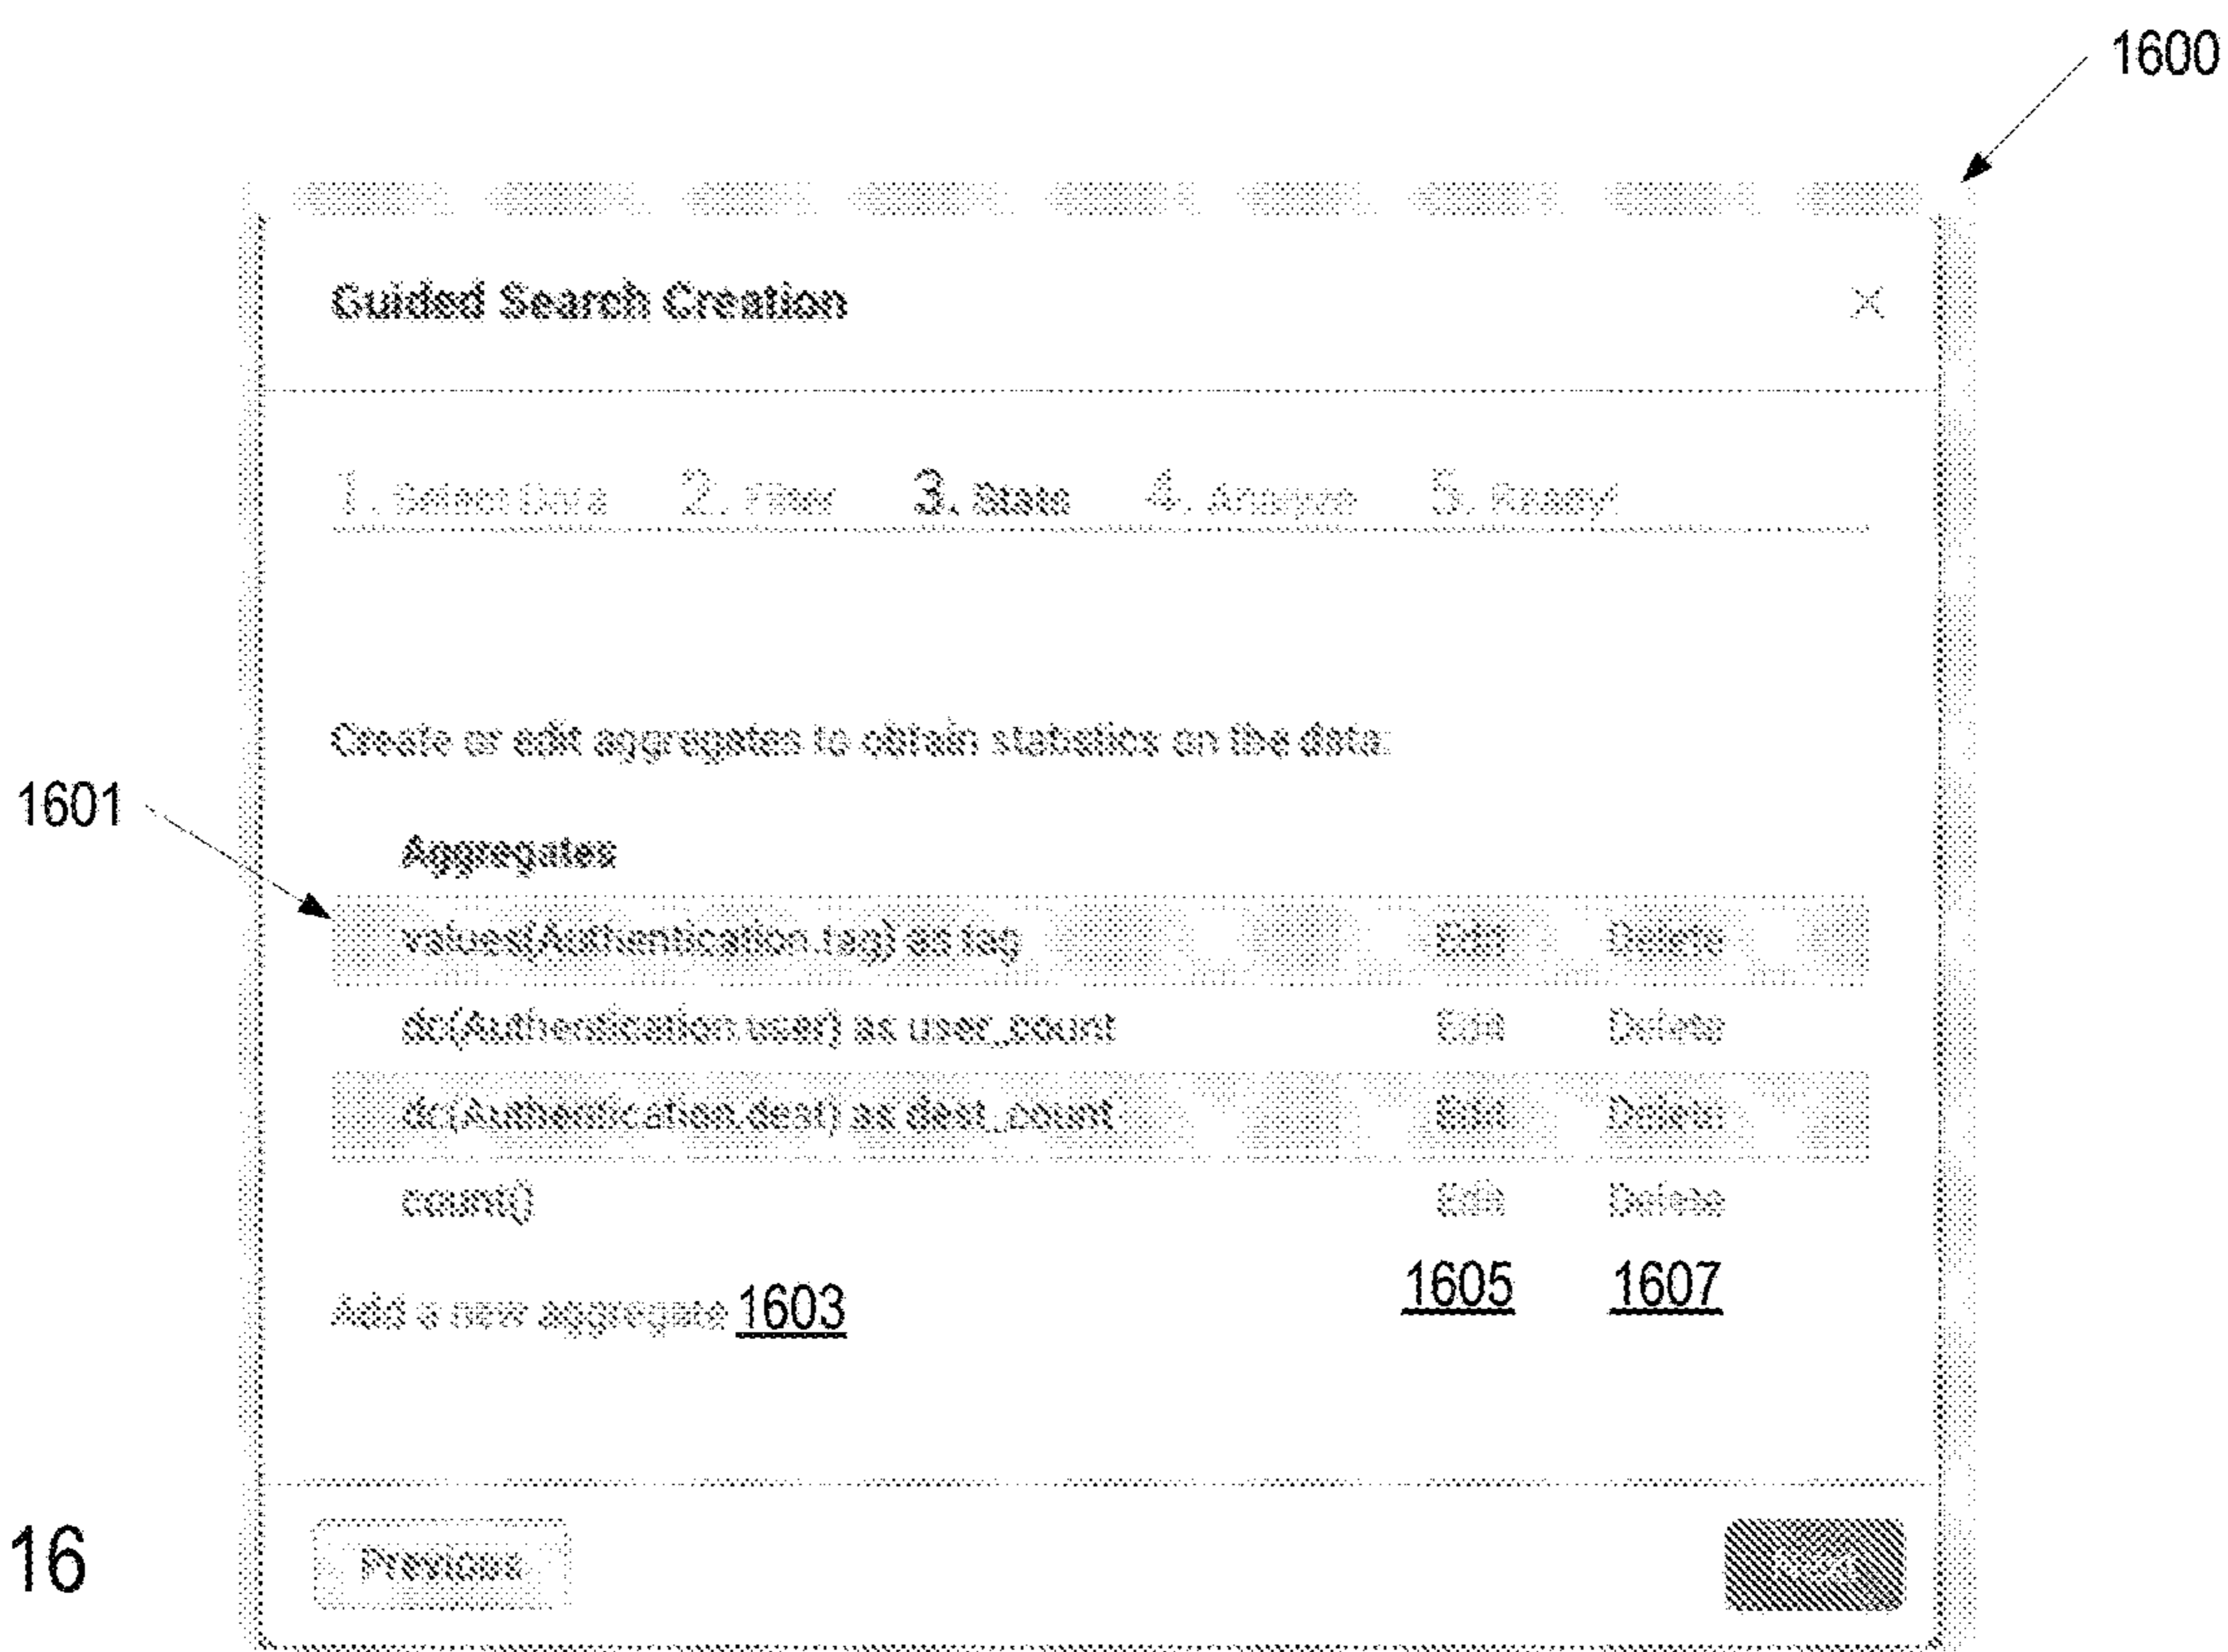 1600
Guided Search Creation ×
1. Select Data 2. Filter 3. 4. Analyze 5. Ready!
Create or edit aggregates to obtain statistics on the data:
1601
Aggregates
values(Authentication.tag) as tag Edit Delete
dc(Authentication.user) as user_count Edit Delete
dc(Authentication.dest) as dest_count Edit Delete
count() Edit Delete
1605 1607
Add a new aggregate 1603
16
Previous